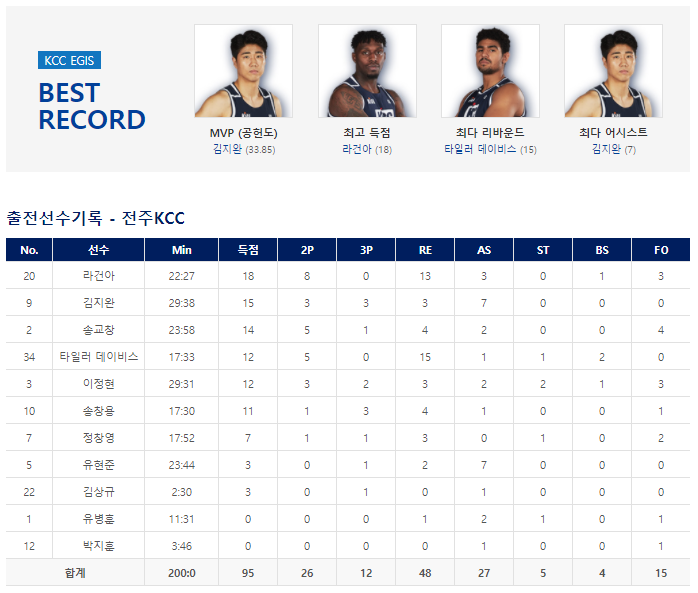 KCC EGIS
BEST
RECORD
MVP (공헌도) 최고 득점 최다 리바운드 최다 어시스트
김지완 (33.85) 라건아 (18) 타일러 데이비스 (15) 김지완 (7)
출전선수기록 - 전주KCC
No. 선수 Min 득점 2P 3P RE AS ST BS FO
20 라건아 22:27 18 8 0 13 3 0 1 3
9 김지완 29:38 15 3 3 3 7 0 0 0
2 송교창 23:58 14 5 1 4 2 0 0 4
34 타일러 데이비스 17:33 12 5 0 15 1 1 2 0
3 이정현 29:31 12 3 2 3 2 2 1 3
10 송창용 17:30 11 1 3 4 1 0 0 1
7 정창영 17:52 7 1 1 3 0 1 0 2
5 유현준 23:44 3 0 1 2 7 0 0 0
22 김상규 2:30 3 0 1 0 1 0 0 0
1 유병훈 11:31 0 0 0 1 2 1 0 1
12 박지훈 3:46 0 0 0 0 1 0 0 1
합계 200:0 95 26 12 48 27 5 4 15